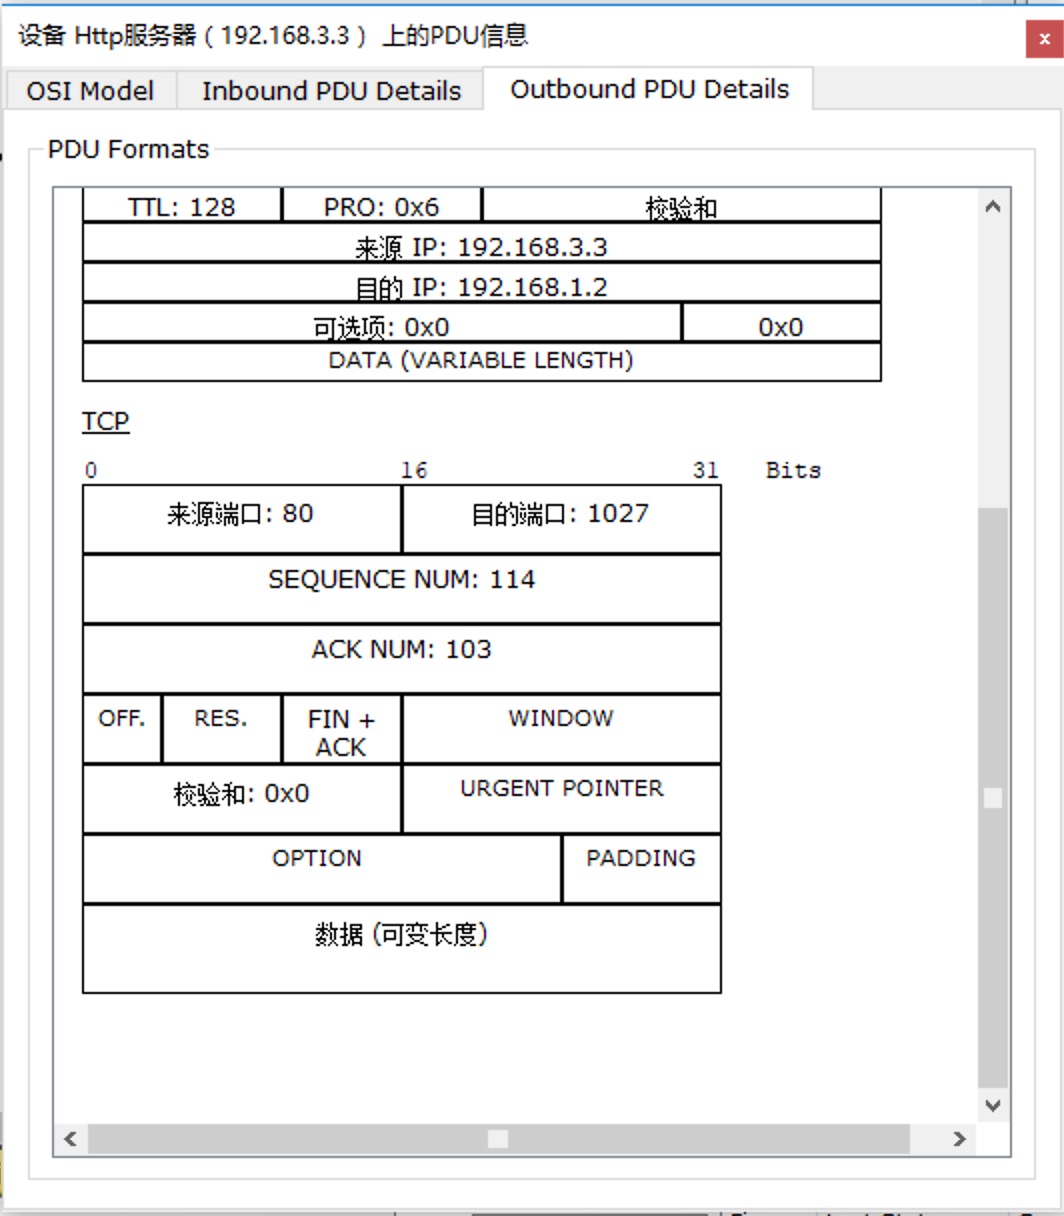 设备 Http服务器（192.168.3.3） 上的PDU信息
x
OSI Model Inbound PDU Details Outbound PDU Details
PDU Formats
TTL: 128 PRO: 0x6 校验和
来源 IP: 192.168.3.3
目的 IP: 192.168.1.2
可选项: 0x0 0x0
DATA (VARIABLE LENGTH)
TCP
0 16 31 Bits
来源端口: 80 目的端口: 1027
SEQUENCE NUM: 114
ACK NUM: 103
OFF. RES. FIN + WINDOW
ACK
校验和: 0x0 URGENT POINTER
OPTION PADDING
数据 (可变长度)